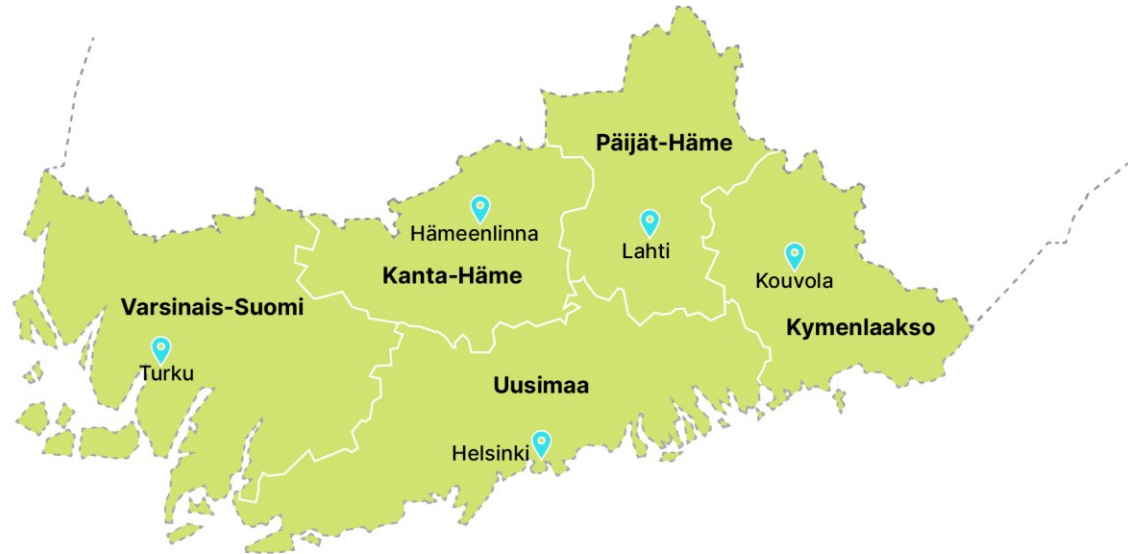 Päijät-Häme
Hämeenlinna
Lahti
Kanta-Häme
Kouvola
Varsinais-Suomi
Kymenlaakso
Turku
Uusimaa
Helsinki